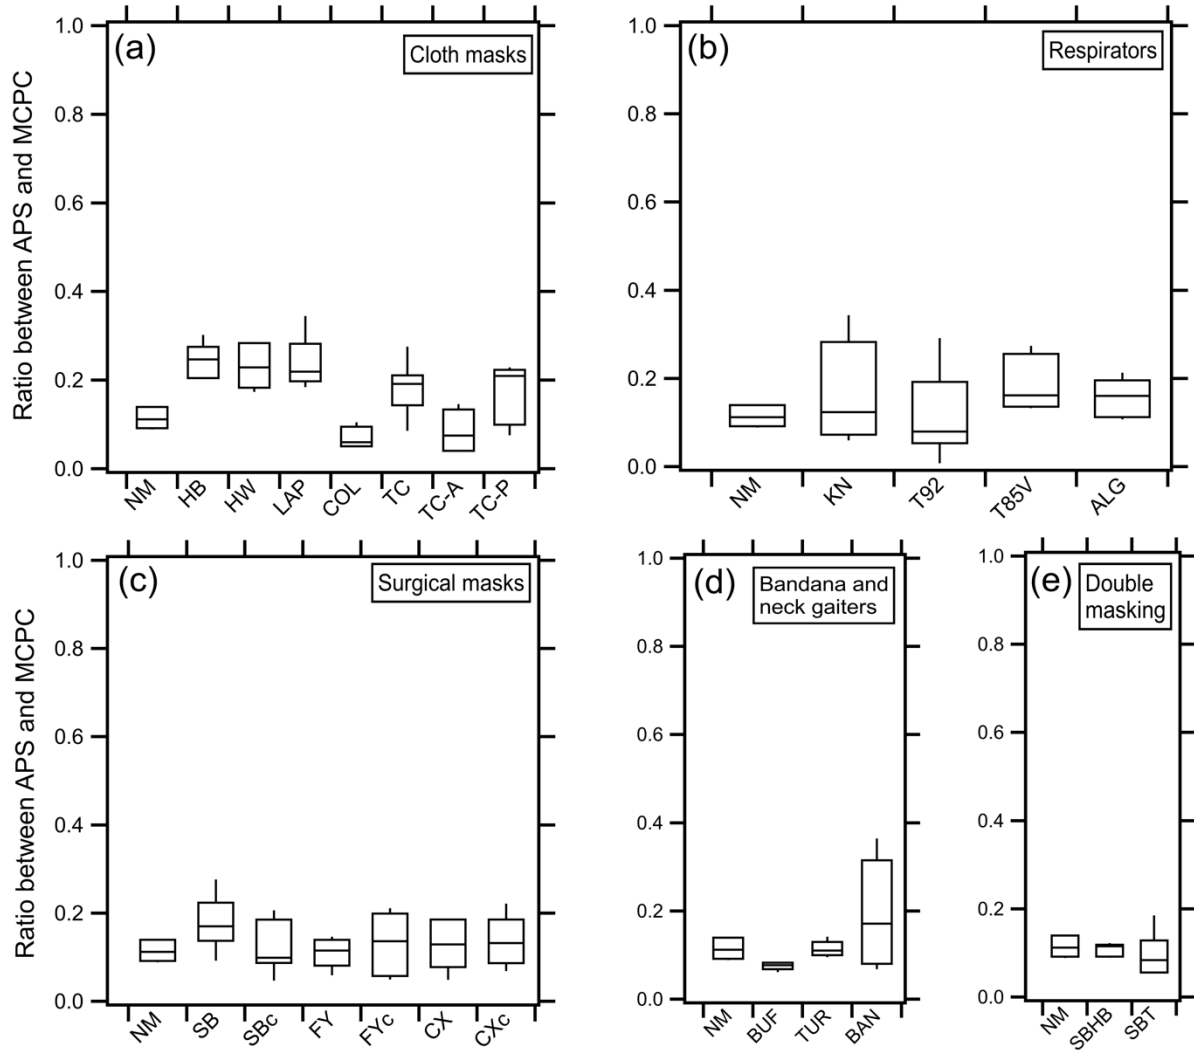 (a)
Cloth masks
Ratio between APS and MCPC
1.0
0.8
0.6
0.4
0.2
0.0
NM HB HW LAP COL TC TC-A TC-P
(b)
Respirators
1.0
0.8
0.6
0.4
0.2
0.0
NM KN T92 T85V ALG
(c)
Surgical masks
Ratio between APS and MCPC
1.0
0.8
0.6
0.4
0.2
0.0
NM SB SBc FY FYc CX CXc
(d)
Bandana and
neck gaiters
1.0
0.8
0.6
0.4
0.2
0.0
NM BUF TUR BAN
(e)
Double
masking
1.0
0.8
0.6
0.4
0.2
0.0
NM SBHB SBT